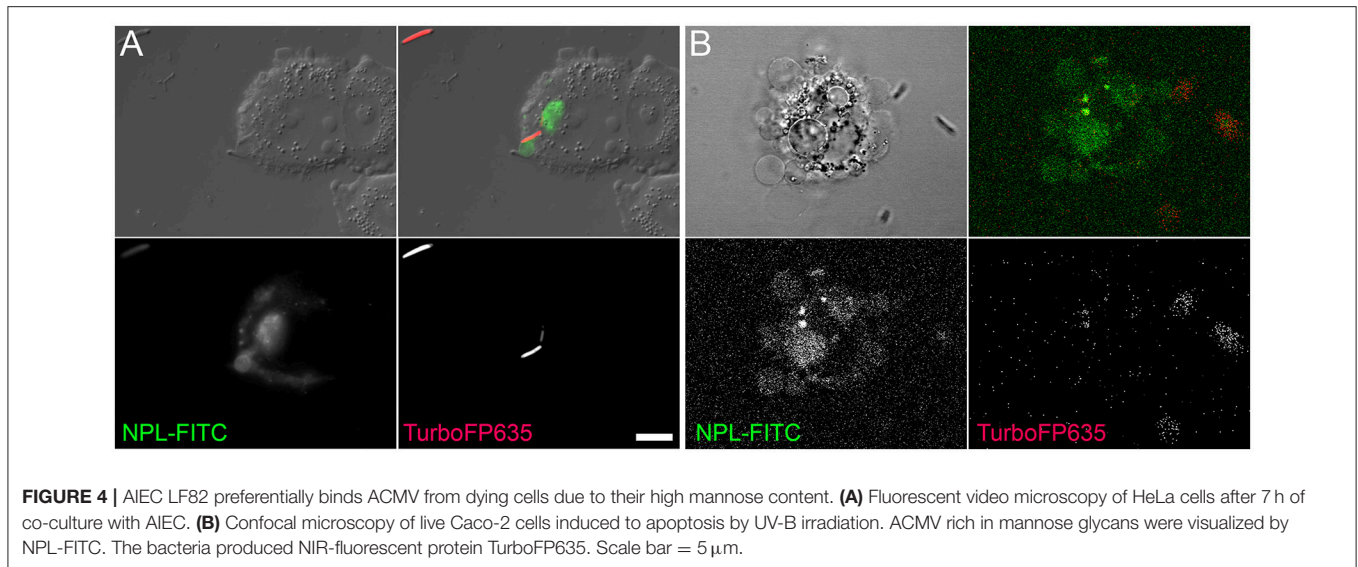 A
B
NPL-FITC
TurboFP635
NPL-FITC
TurboFP635
FIGURE 4 | AIEC LF82 preferentially binds ACMV from dying cells due to their high mannose content. (A) Fluorescent video microscopy of HeLa cells after 7 h of
co-culture with AIEC. (B) Confocal microscopy of live Caco-2 cells induced to apoptosis by UV-B irradiation. ACMV rich in mannose glycans were visualized by
NPL-FITC. The bacteria produced NIR-fluorescent protein TurboFP635. Scale bar = 5 μm.